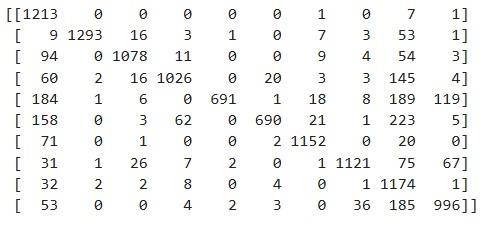 [[1213 0 0 0 0 0 1 0 7 1]
[ 9 1293 16 3 1 0 7 3 53 1]
[ 94 0 1078 11 0 0 9 4 54 3]
[ 60 2 16 1026 0 20 3 3 145 4]
[ 184 1 6 0 691 1 18 8 189 119]
[ 158 0 3 62 0 690 21 1 223 5]
[ 71 0 1 0 0 2 1152 0 20 0]
[ 31 1 26 7 2 0 1 1121 75 67]
[ 32 2 2 8 0 4 0 1 1174 1]
[ 53 0 0 4 2 3 0 36 185 996]]